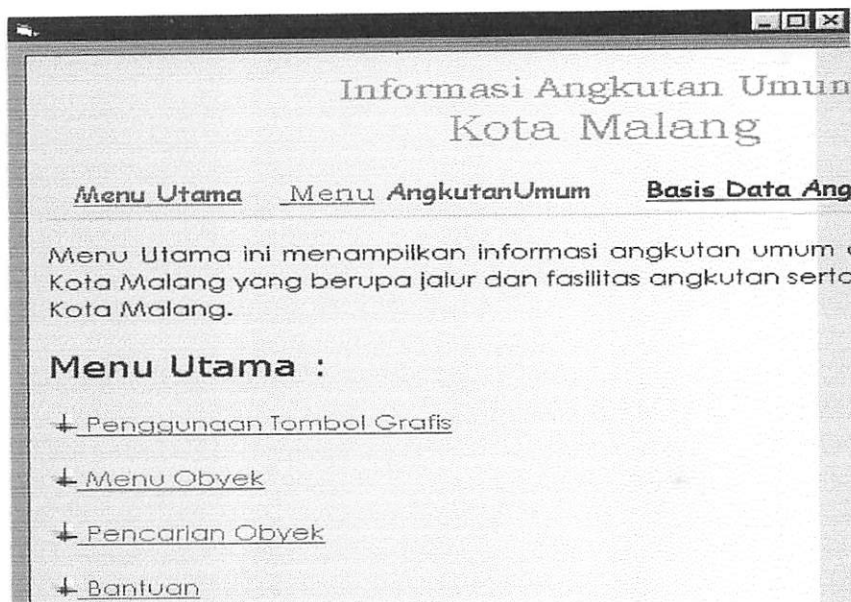 Informasi Angkutan Umum
Kota Malang
Menu Utama Menu AngkutanUmum Basis Data Ang
Menu Utama ini menampilkan informasi angkutan umum
Kota Malang yang berupa jalur dan fasilitas angkutan serta
Kota Malang.
Menu Utama :
Penggunaan Tombol Grafis
Menu Obyek
Pencarian Obyek
Bantuan